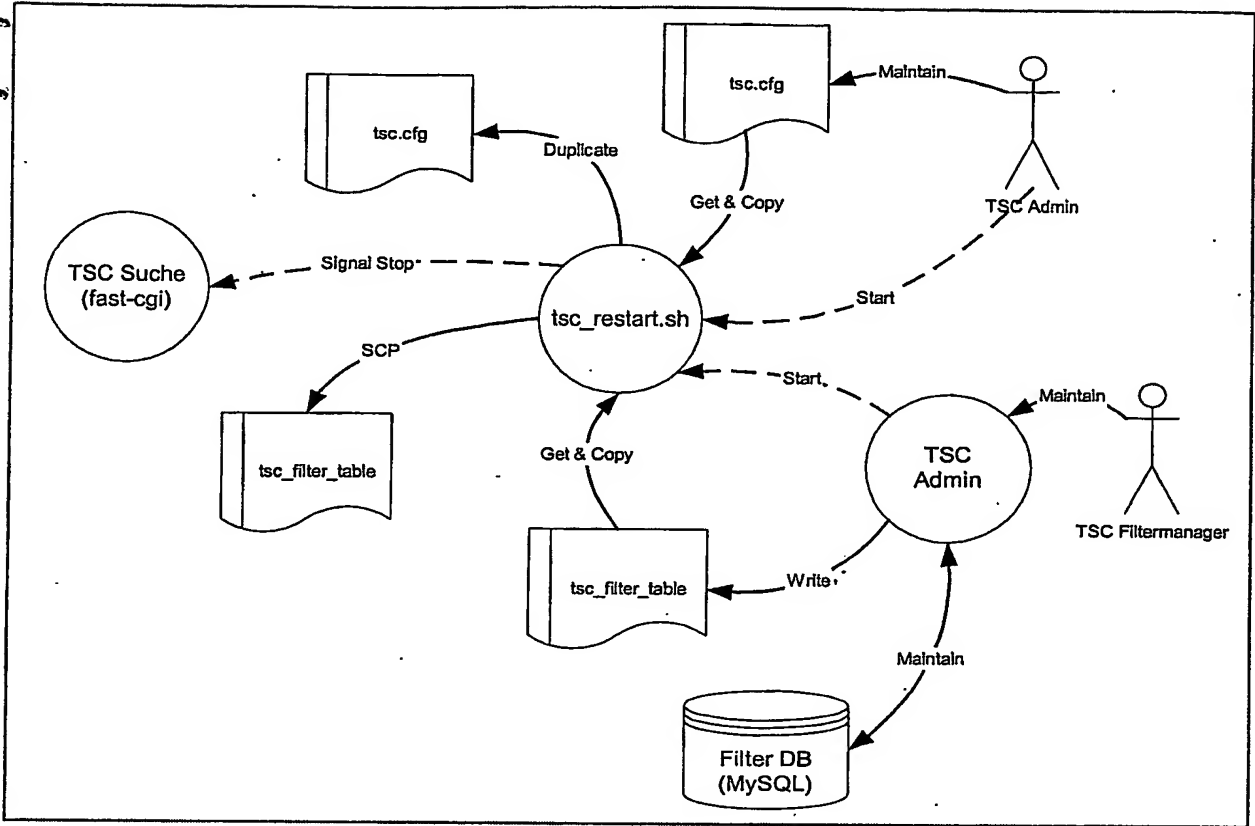 tsc.cfg
Maintain
tsc.cfg
Duplicate
Get & Copy
TSC Admin
TSC Suche
(fast-cgi)
Signal Stop
tsc_restart.sh
Start
SCP
Start
Maintain
tsc_filter_table
Get & Copy
TSC
Admin
TSC Filtermanager
tsc_filter_table
Write
Maintain
Filter DB
(MySQL)